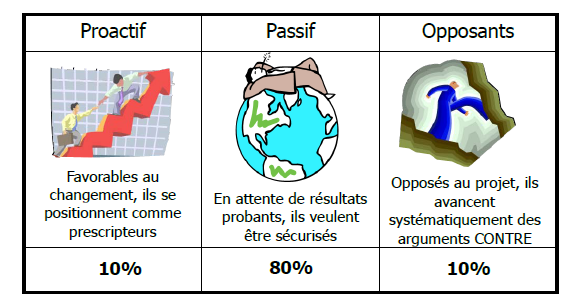 Proactif
Passif
Opposants
Favorables au
changement, ils se
positionnent comme
prescripteurs
En attente de résultats
probants, ils veulent
être sécurisés
Opposés au projet, ils
avancent
systématiquement des
arguments CONTRE
10%
80%
10%